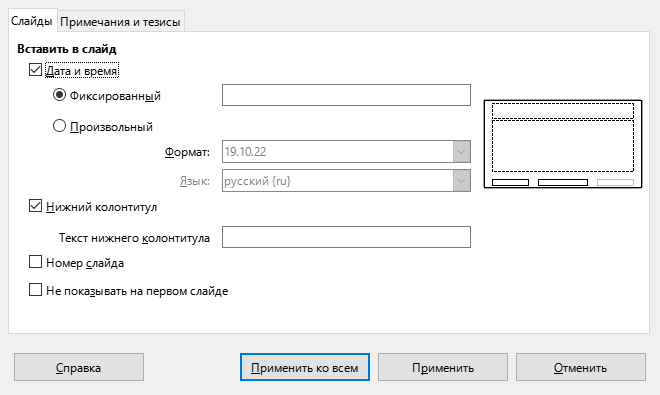 Слайды Примечания и тезисы
Вставить в слайд
Дата и время
Фиксированный
Произвольный
Формат: 19.10.22
Язык: русский {ru}
Нижний колонтитул
Текст нижнего колонтитула
Номер слайда
Не показывать на первом слайде
Справка Применить ко всем Применить Отменить